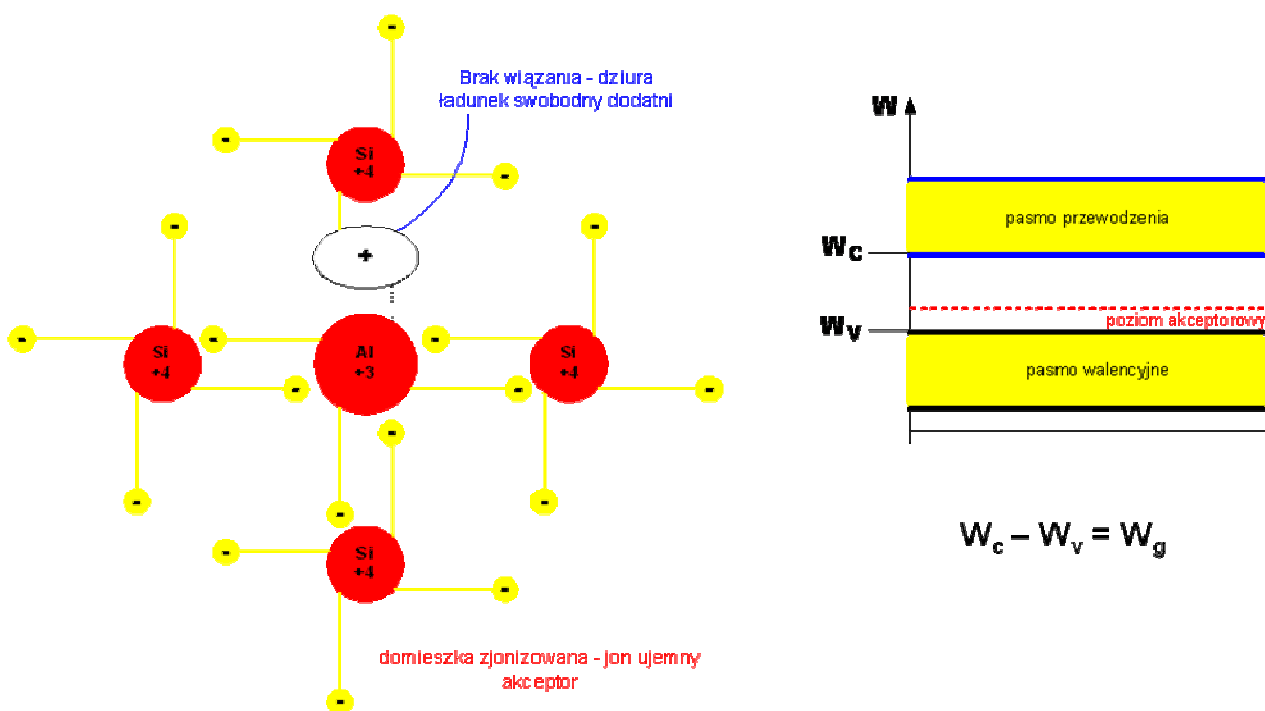 Brak wiązania - dziura
ładunek swobodny dodatni
-
-
Si
+4
-
+
-
-
-
Si
+4
-
-
Al
+3
-
-
-
Si
+4
-
-
-
-
-
-
Si
+4
-
-
domieszka zjonizowana - jon ujemny
akceptor
W
pasmo przewodzenia
Wc
poziom akceptorowy
Wv
pasmo walencyjne
Wc – Wv = Wg